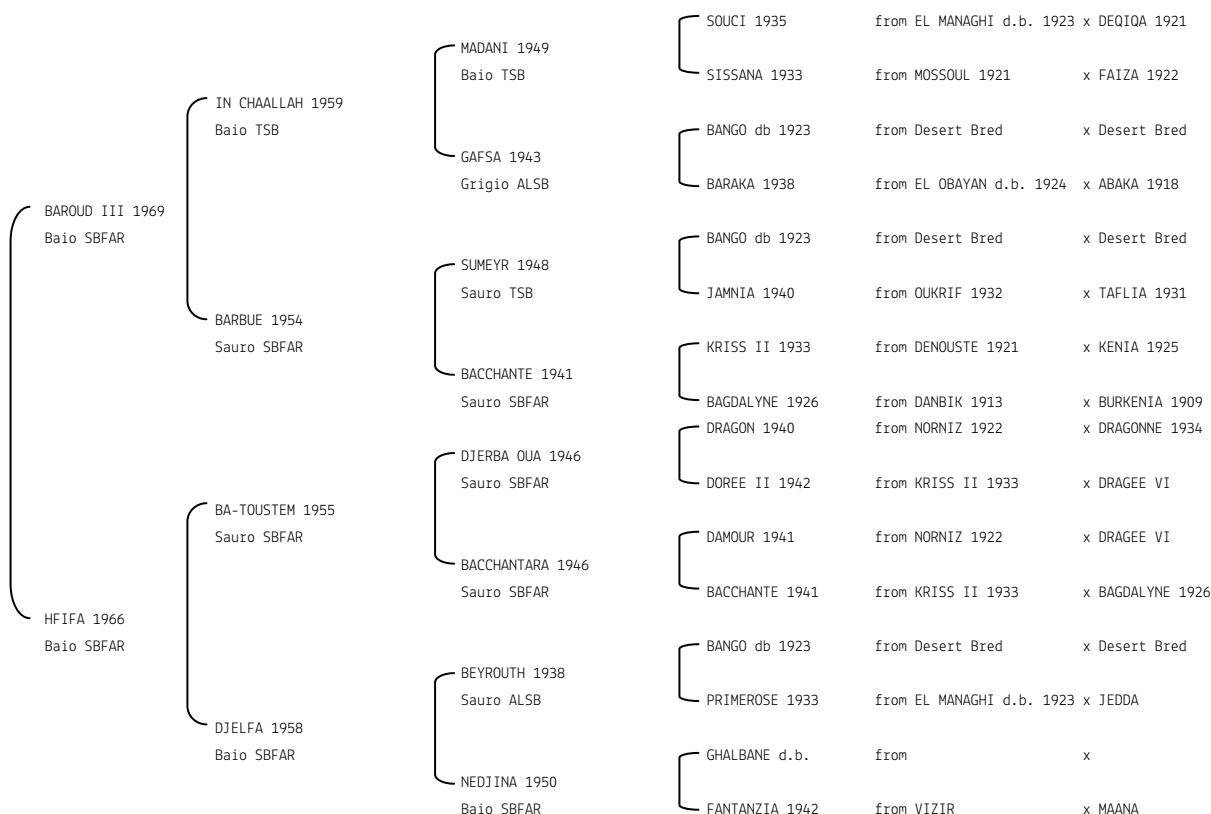 SOUCI 1935 from EL MANAGHI d.b. 1923 x DEQIQA 1921
MADANI 1949
Baio TSB SISSANA 1933 from MOSSOUL 1921 x FAIZA 1922
IN CHAALLAH 1959
Baio TSB BANGO db 1923 from Desert Bred x Desert Bred
GAFSA 1943
Grigio ALSB BARAKA 1938 from EL OBAYAN d.b. 1924 x ABAKA 1918
BAROUD III 1969
Baio SBFAR BANGO db 1923 from Desert Bred x Desert Bred
SUMEYR 1948
Sauro TSB JAMNIA 1940 from OUKRIF 1932 x TAFLIA 1931
BARBUE 1954
Sauro SBFAR KRISS II 1933 from DENOUSTE 1921 x KENIA 1925
BACCHANTE 1941
Sauro SBFAR BAGDALYNE 1926 from DANBIK 1913 x BURKENIA 1909
DRAGON 1940 from NORNIZ 1922 x DRAGONNE 1934
DJERBA OUA 1946
Sauro SBFAR DOREE II 1942 from KRISS II 1933 x DRAGEE VI
BA-TOUSTEM 1955
Sauro SBFAR DAMOUR 1941 from NORNIZ 1922 x DRAGEE VI
BACCHANTARA 1946
Sauro SBFAR BACCHANTE 1941 from KRISS II 1933 x BAGDALYNE 1926
HFIFA 1966
Baio SBFAR BANGO db 1923 from Desert Bred x Desert Bred
BEYROUTH 1938
Sauro ALSB PRIMEROSE 1933 from EL MANAGHI d.b. 1923 x JEDDA
DJELFA 1958
Baio SBFAR GHALBANE d.b. from x
NEDJINA 1950
Baio SBFAR FANTANZIA 1942 from VIZIR x MAANA